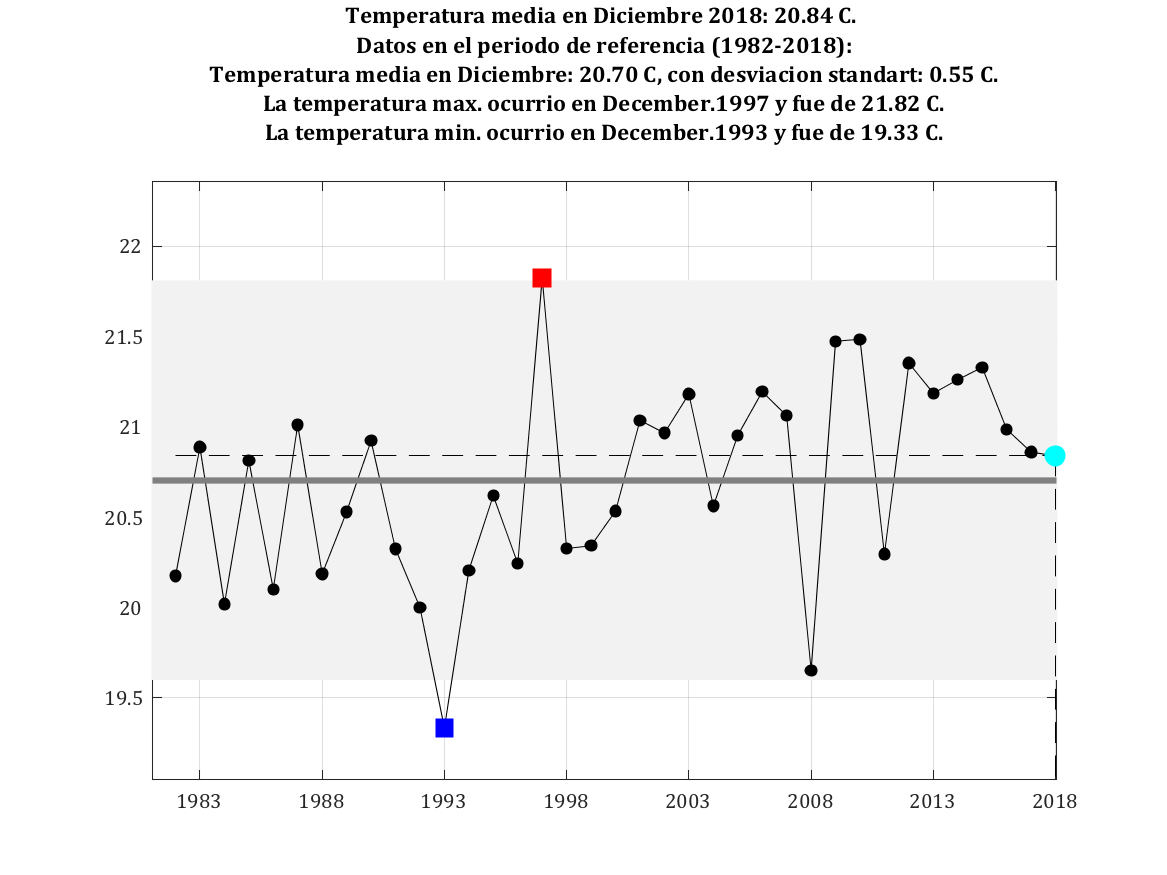 Temperatura media en Diciembre 2018: 20.84 C.
Datos en el periodo de referencia (1982-2018):
Temperatura media en Diciembre: 20.70 C, con desviacion standart: 0.55 C.
La temperatura max. ocurrio en December.1997 y fue de 21.82 C.
La temperatura min. ocurrio en December.1993 y fue de 19.33 C.
22
21.5
21
20.5
20
19.5
1983 1988 1993 1998 2003 2008 2013 2018